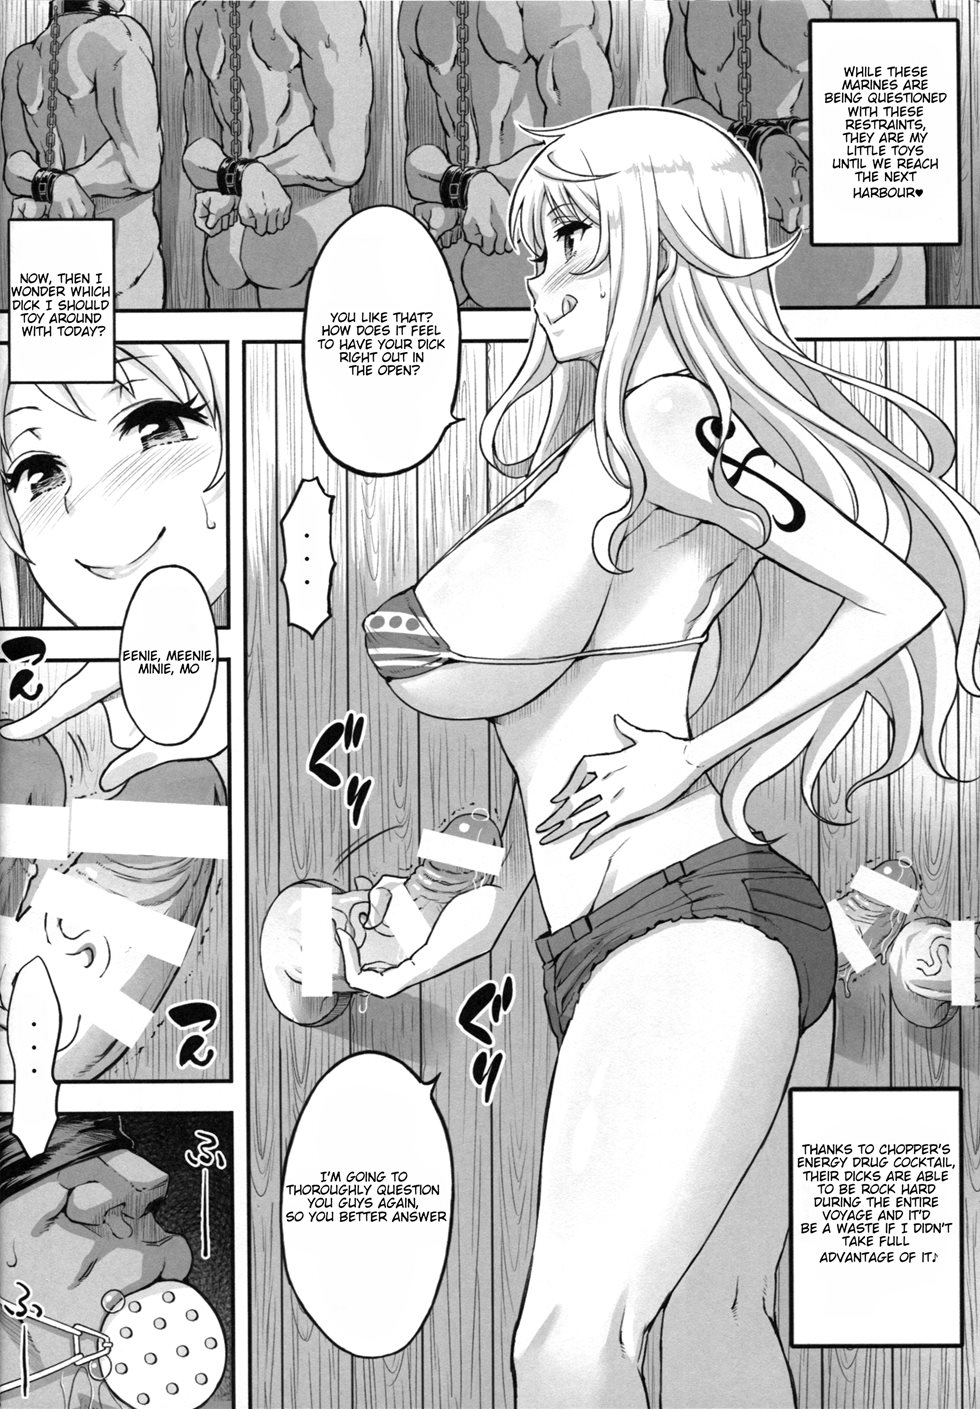 WHILE THESE
MARINES ARE
BEING QUESTIONED
WITH THESE
RESTRAINTS,
THEY ARE MY
LITTLE TOYS
UNTIL WE REACH
THE NEXT
HARBOUR♥
YOU LIKE THAT?
HOW DOES IT FEEL
TO HAVE YOUR DICK
RIGHT OUT IN
THE OPEN?
...
NOW, THEN I
WONDER WHICH
DICK I SHOULD
TOY AROUND
WITH TODAY?
EENIE, MEENIE,
MINIE, MO
つん
つん
ぐり
ぐり
...
I'M GOING TO
THOROUGHLY QUESTION
YOU GUYS AGAIN,
SO YOU BETTER ANSWER
THANKS TO CHOPPER'S
ENERGY DRUG COCKTAIL,
THEIR DICKS ARE ABLE
TO BE ROCK HARD
DURING THE ENTIRE
VOYAGE AND IT'D
BE A WASTE IF I DIDN'T
TAKE FULL
ADVANTAGE OF IT♪
ふー
ふー